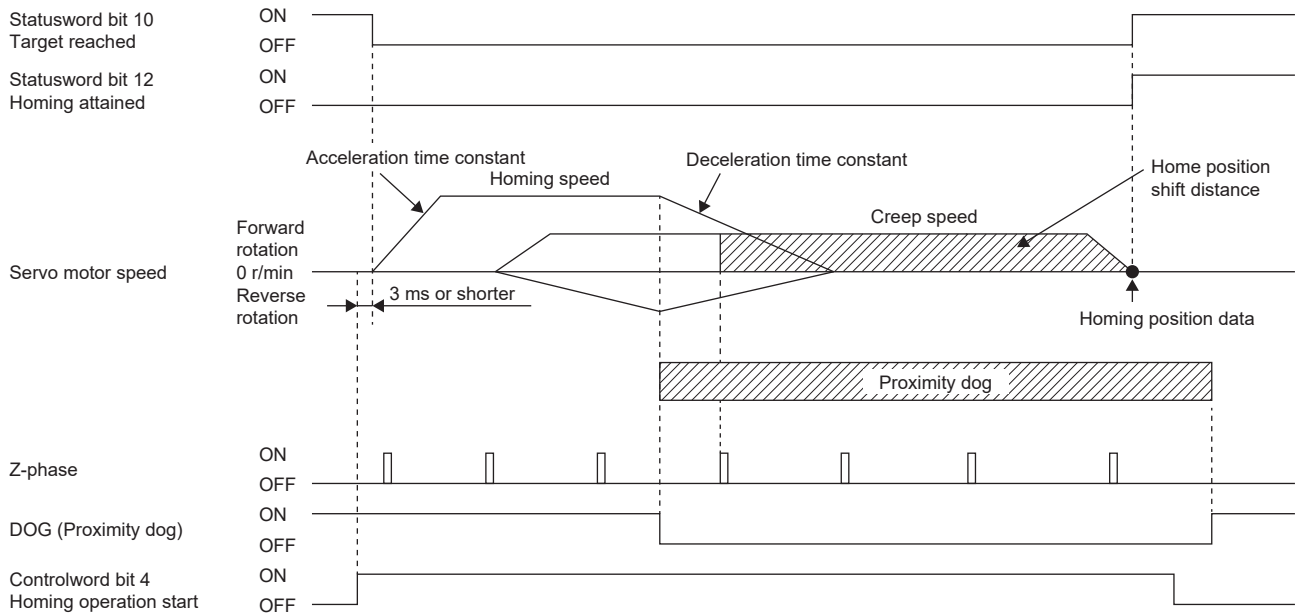 Statusword bit 10
Target reached
ON
OFF
Statusword bit 12
Homing attained
ON
OFF
Acceleration time constant
Homing speed
Deceleration time constant
Creep speed
Home position
shift distance
Servo motor speed
Forward
rotation
0 r/min
Reverse
rotation
3 ms or shorter
Homing position data
Proximity dog
Z-phase
ON
OFF
DOG (Proximity dog)
ON
OFF
Controlword bit 4
Homing operation start
ON
OFF